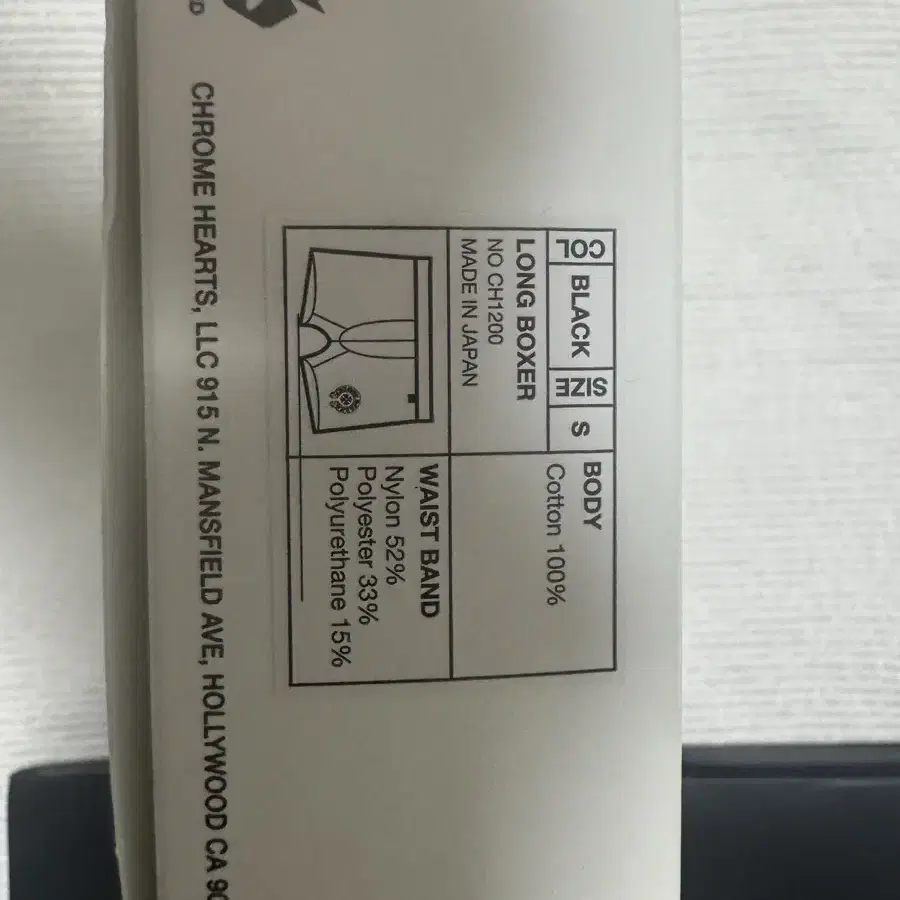 COL BLACK SIZE S
LONG BOXER
NO CH1200
MADE IN JAPAN
BODY
Cotton 100%
WAIST BAND
Nylon 52%
Polyester 33%
Polyurethane 15%
CHROME HEARTS, LLC 915 N. MANSFIELD AVE, HOLLYWOOD CA 90